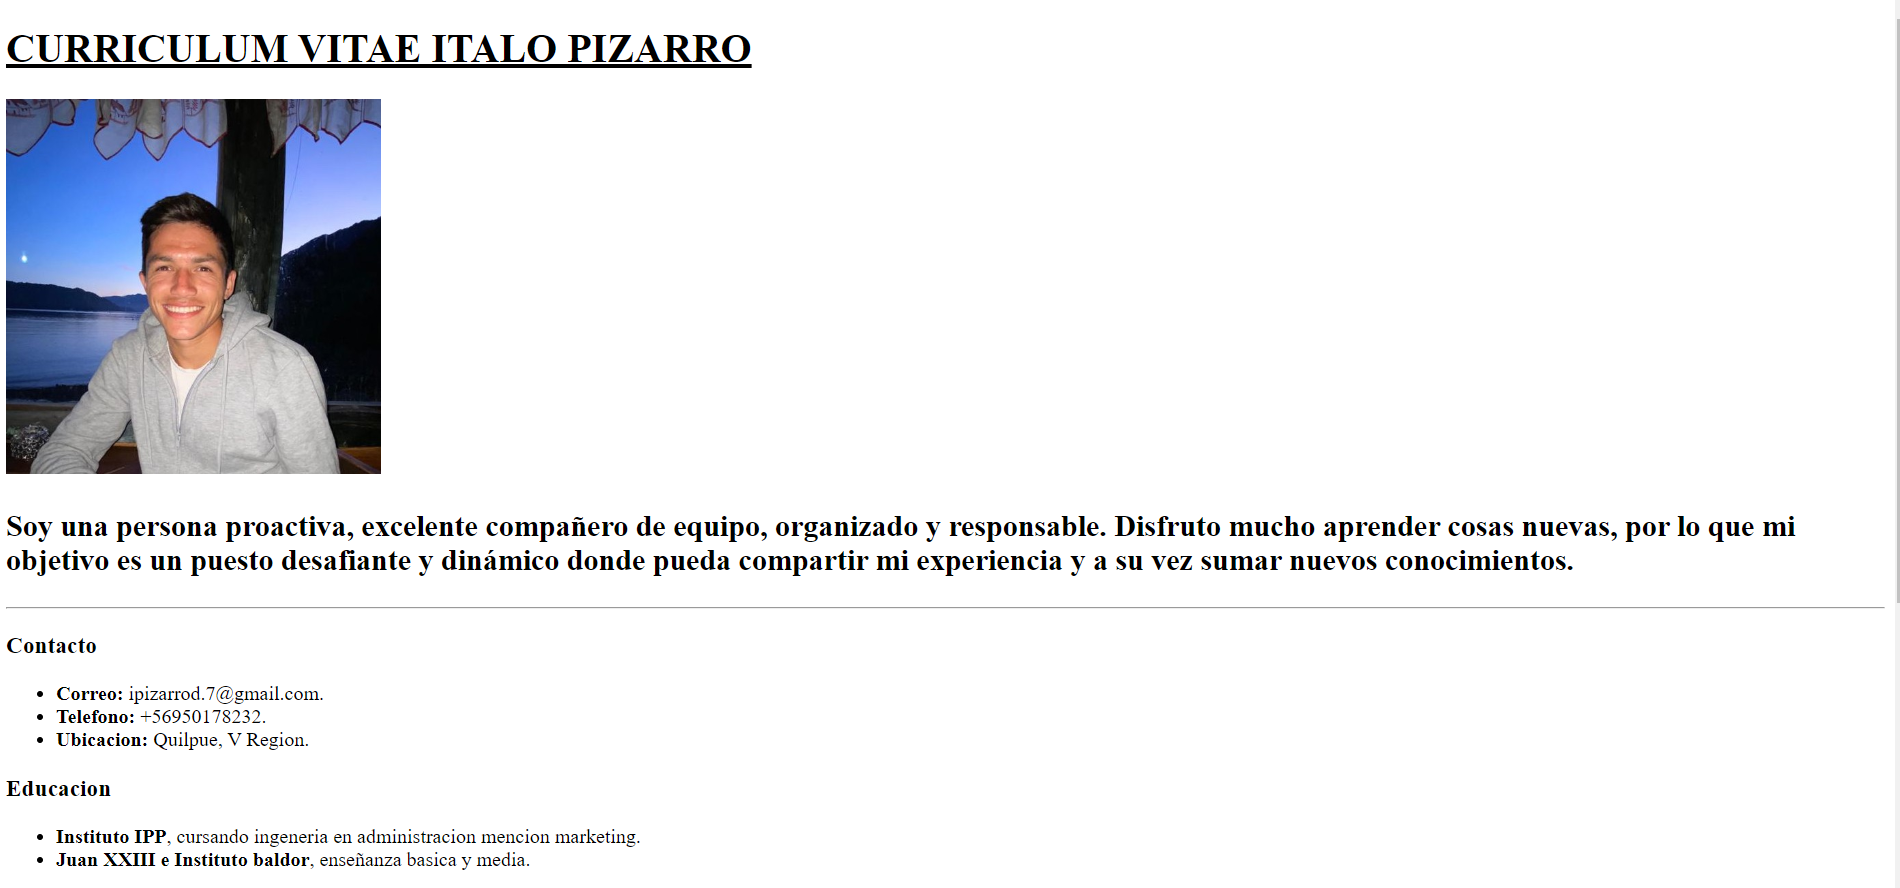 CURRICULUM VITAE ITALO PIZARRO
Soy una persona proactiva, excelente compañero de equipo, organizado y responsable. Disfruto mucho aprender cosas nuevas, por lo que mi
objetivo es un puesto desafiante y dinámico donde pueda compartir mi experiencia y a su vez sumar nuevos conocimientos.
Contacto
• Correo: ipizarrod.7@gmail.com.
• Telefono: +56950178232.
• Ubicacion: Quilpue, V Region.
Educacion
• Instituto IPP, cursando ingeneria en administracion mencion marketing.
• Juan XXIII e Instituto baldor, enseñanza basica y media.